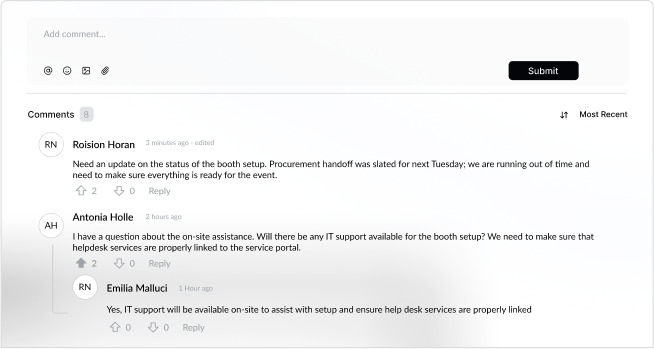 Add comment...
Submit
Comments 8
Most Recent
RN
Roision Horan
3 minutes ago - edited
Need an update on the status of the booth setup. Procurement handoff was slated for next Tuesday; we are running out of time and
need to make sure everything is ready for the event.
2 0 Reply
AH
Antonia Holle
2 hours ago
I have a question about the on-site assistance. Will there be any IT support available for the booth setup? We need to make sure that
helpdesk services are properly linked to the service portal.
2 0 Reply
RN
Emilia Malluci
1 Hour ago
Yes, IT support will be available on-site to assist with setup and ensure help desk services are properly linked
0 0 Reply